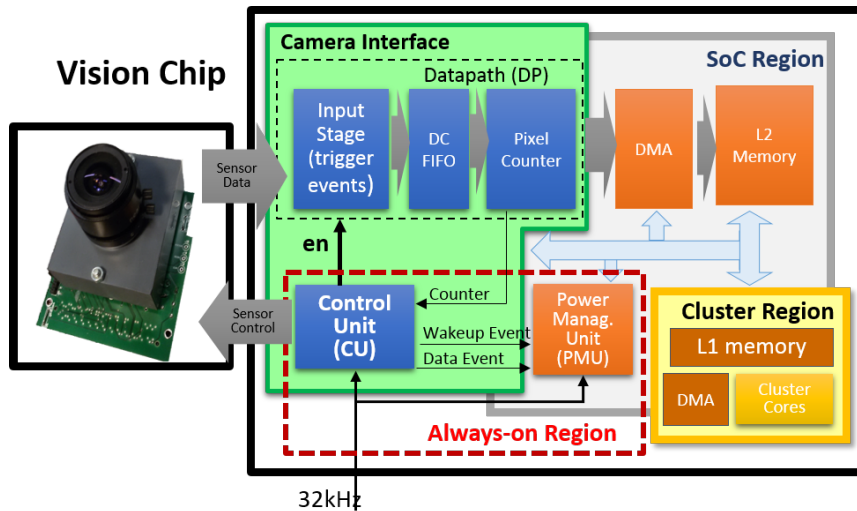 Vision Chip
Sensor
Data
Sensor
Control
Camera Interface
Datapath (DP)
Input
Stage
(trigger
events)
DC
FIFO
Pixel
Counter
en
Control
Unit
(CU)
Counter
Wakeup Event
Data Event
Power
Manag.
Unit
(PMU)
Always-on Region
32kHz
SoC Region
DMA
L2
Memory
Cluster Region
L1 memory
DMA
Cluster
Cores